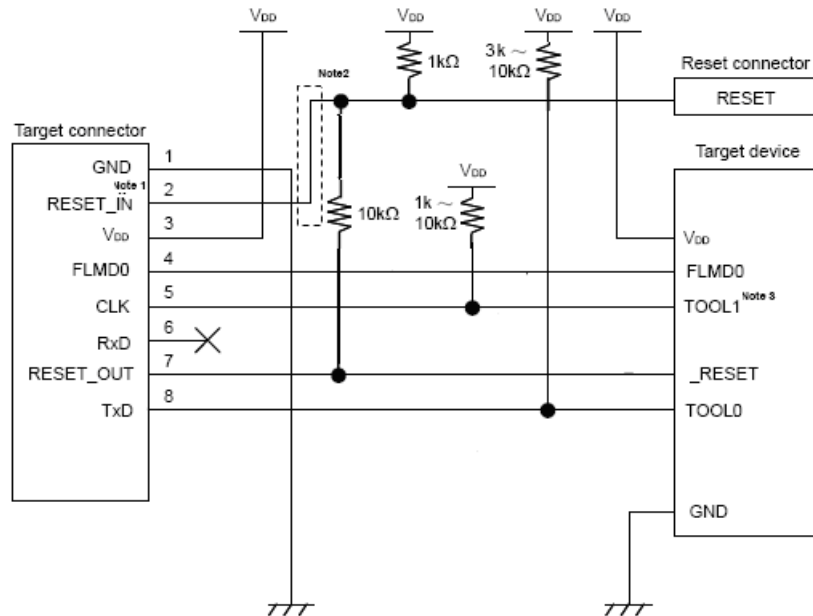 VDD
VDD
VDD
VDD
Note2
1kΩ
3k ~
10kΩ
Reset connector
RESET
Target connector
Target device
GND
1
Note 1
RESET_IN
2
VDD
3
FLMD0
4
CLK
5
RxD
6
RESET_OUT
7
TxD
8
10kΩ
VDD
1k ~
10kΩ
VDD
FLMD0
TOOL1 Note 3
_RESET
TOOL0
GND